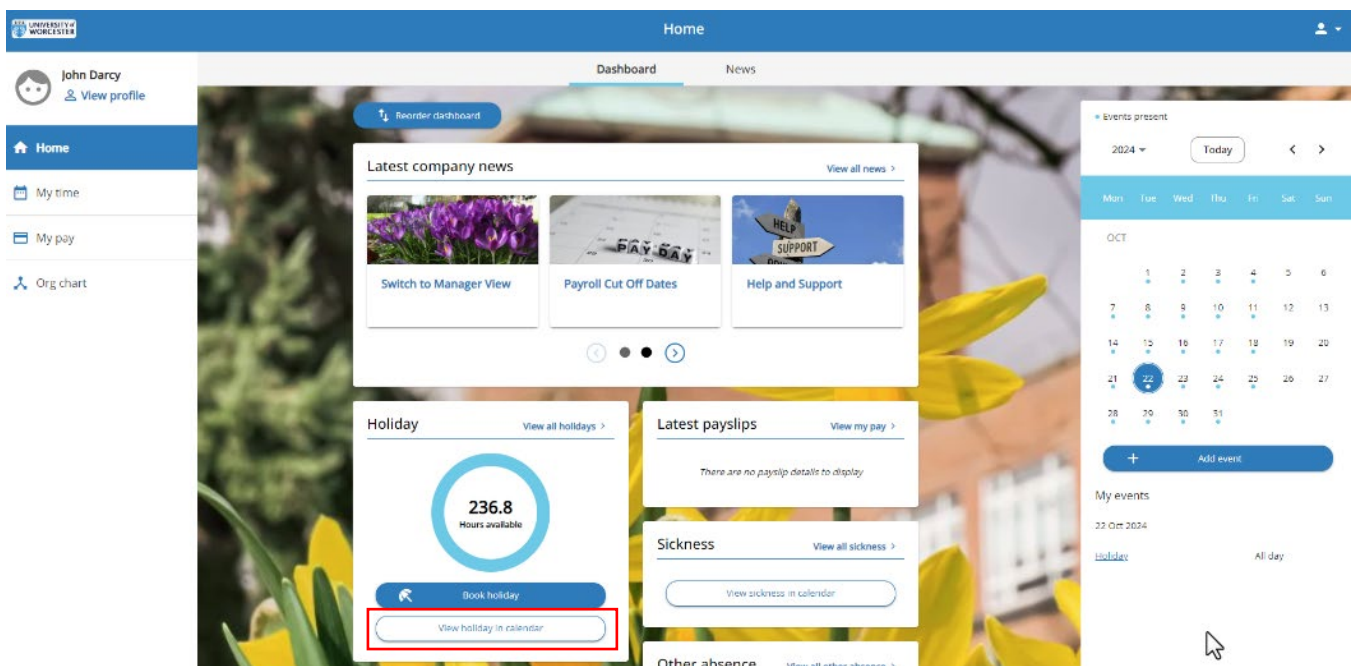 UNIVERSITY of
WORCESTER
Home
John Darcy
View profile
Home
My time
My pay
Org chart
Dashboard
News
Reorder dashboard
Latest company news
View all news >
PAY DAY
HELP
SUPPORT
Switch to Manager View
Payroll Cut Off Dates
Help and Support
Holiday
View all holidays >
236.8
Hours available
Book holiday
View holiday in calendar
Latest payslips
View my pay >
There are no payslip details to display
Sickness
View all sickness >
View sickness in calendar
Other absence
View all other absence >
Events present
2024
Today
< >
Mon Tue Wed Thu Fri Sat Sun
OCT
1 2 3 4 5 6
7 8 9 10 11 12 13
14 15 16 17 18 19 20
21 22 23 24 25 26 27
28 29 30 31
+ Add event
My events
22 Oct 2024
Holiday All day